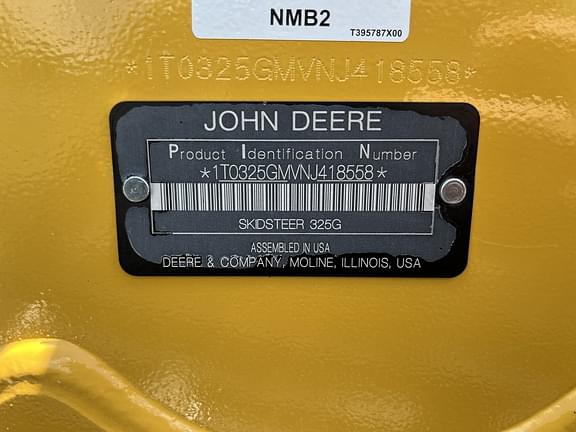 NMB2
T395787X00
*1T0325GMVNJ418558*
JOHN DEERE
Product Identification Number
*1T0325GMVNJ418558*
SKIDSTEER 325G
ASSEMBLED IN USA
DEERE & COMPANY, MOLINE, ILLINOIS, USA